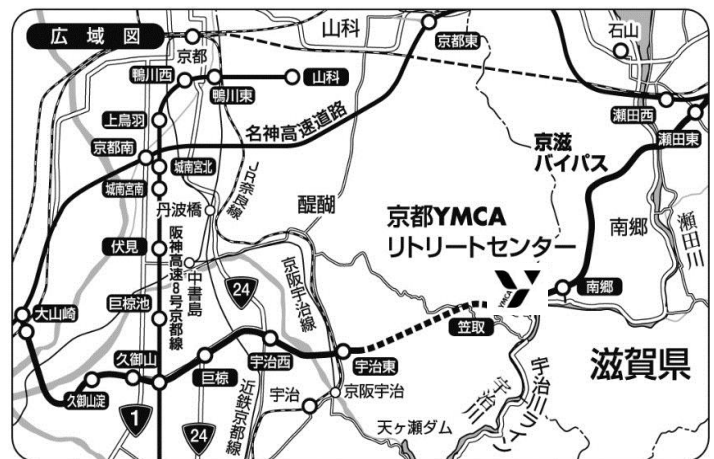 広域図
京都
山科
京都東
石山
鴨川西
鴨川東
山科
上鳥羽
名神高速道路
瀬田西
瀬田東
京都南
城南宮北
城南宮南
JR奈良線
京滋
バイパス
丹波橋
醍醐
京都YMCA
リトリートセンター
南郷
瀬田川
伏見
阪神高速8号京都線
中書島
24
京阪宇治線
YMCA
南郷
大山崎
巨椋池
笠取
久御山
巨椋
宇治西
宇治東
滋賀県
久御山淀
1
24
近鉄京都線
宇治
京阪宇治
天ヶ瀬ダム
宇治川
宇治川ライン